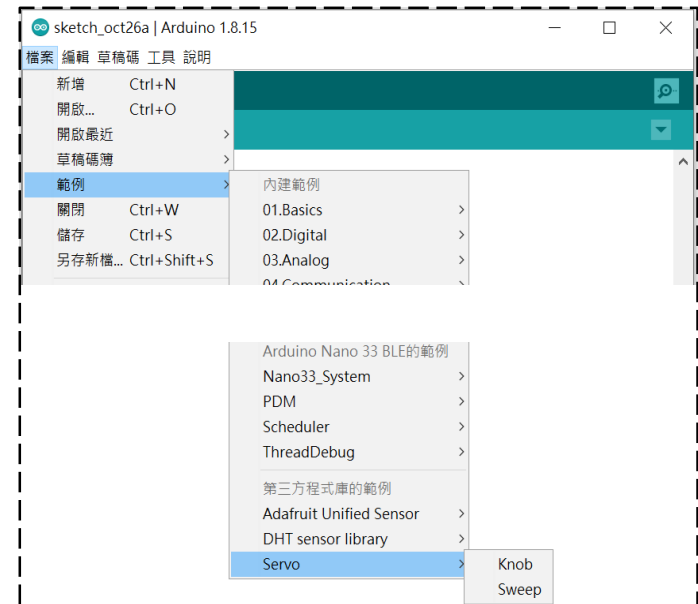 sketch_oct26a | Arduino 1.8.15
檔案 編輯 草稿碼 工具 說明
新增 Ctrl+N
開啟... Ctrl+O
開啟最近
草稿碼簿
範例
關閉 Ctrl+W
儲存 Ctrl+S
另存新檔... Ctrl+Shift+S
內建範例
01.Basics
02.Digital
03.Analog
04.Communication
Arduino Nano 33 BLE的範例
Nano33_System
PDM
Scheduler
ThreadDebug
第三方程式庫的範例
Adafruit Unified Sensor
DHT sensor library
Servo
Knob
Sweep